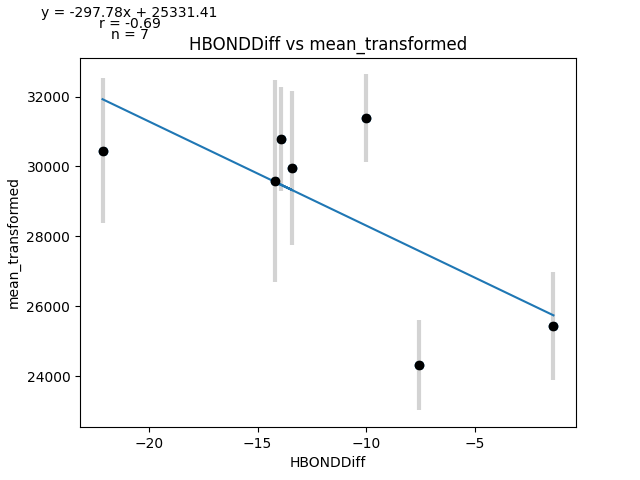 y = -297.78x + 25331.41
r = -0.69
n = 7
HBONDDiff vs mean_transformed
mean_transformed
32000
30000
28000
26000
24000
−20
−15
−10
−5
HBONDDiff